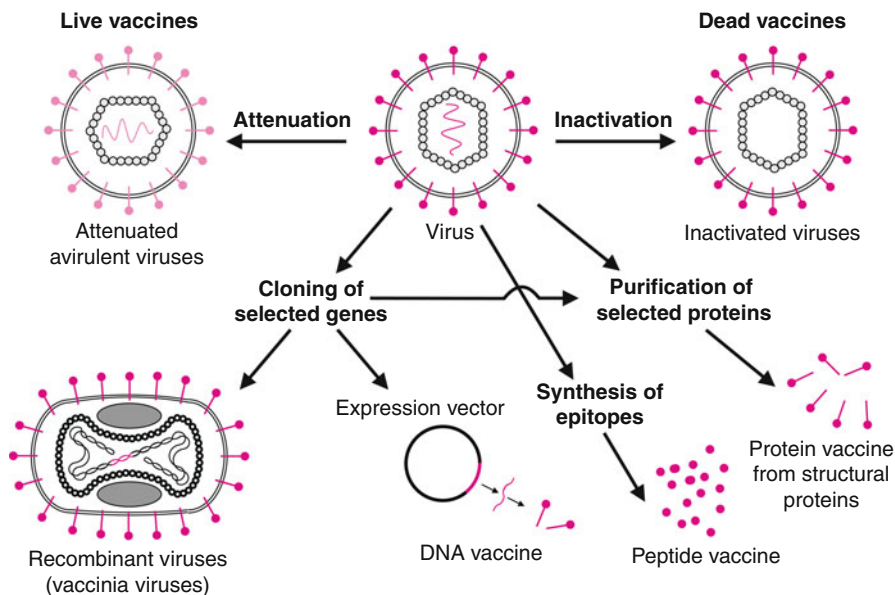 Live vaccines
Dead vaccines
Attenuation
Inactivation
Attenuated
avirulent viruses
Virus
Inactivated viruses
Cloning of
selected genes
Purification of
selected proteins
Expression vector
Synthesis of
epitopes
Protein vaccine
from structural
proteins
Recombinant viruses
(vaccinia viruses)
DNA vaccine
Peptide vaccine